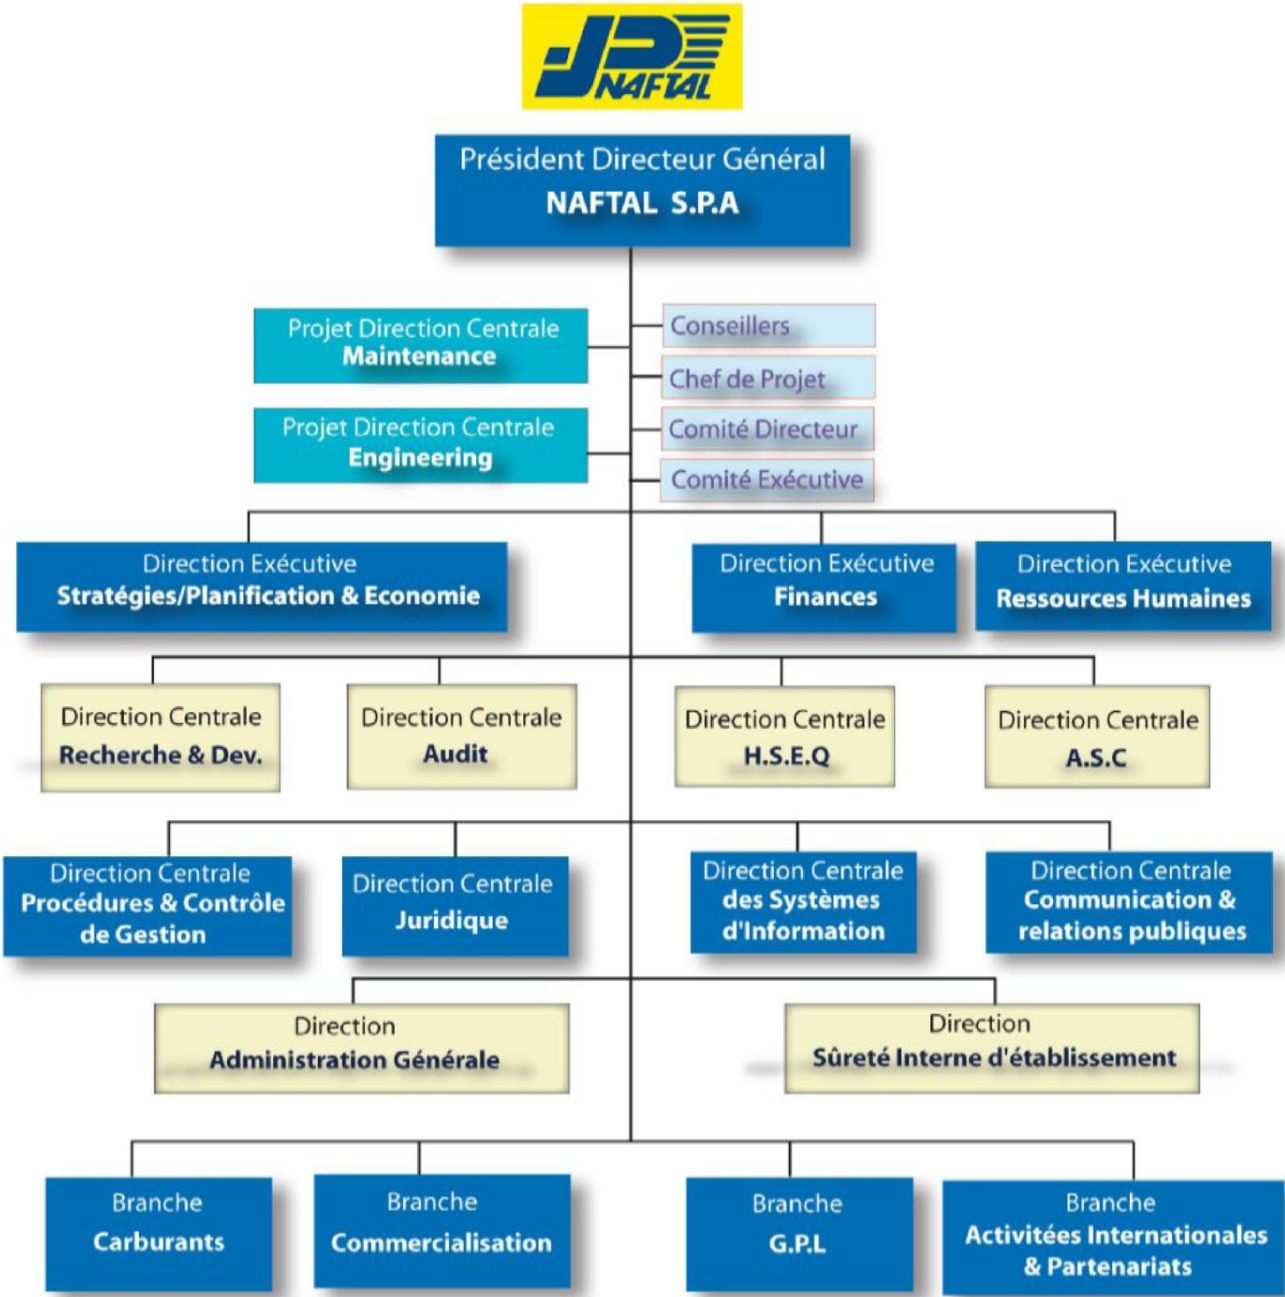 NAFTAL
Président Directeur Général
NAFTAL S.P.A
Projet Direction Centrale
Maintenance
Conseillers
Chef de Projet
Projet Direction Centrale
Engineering
Comité Directeur
Comité Exécutive
Direction Exécutive
Stratégies/Planification & Economie
Direction Exécutive
Finances
Direction Exécutive
Ressources Humaines
Direction Centrale
Recherche & Dev.
Direction Centrale
Audit
Direction Centrale
H.S.E.Q
Direction Centrale
A.S.C
Direction Centrale
Procédures & Contrôle
de Gestion
Direction Centrale
Juridique
Direction Centrale
des Systèmes
d'Information
Direction Centrale
Communication &
relations publiques
Direction
Administration Générale
Direction
Sûreté Interne d'établissement
Branche
Carburants
Branche
Commercialisation
Branche
G.P.L
Branche
Activitées Internationales
& Partenariats